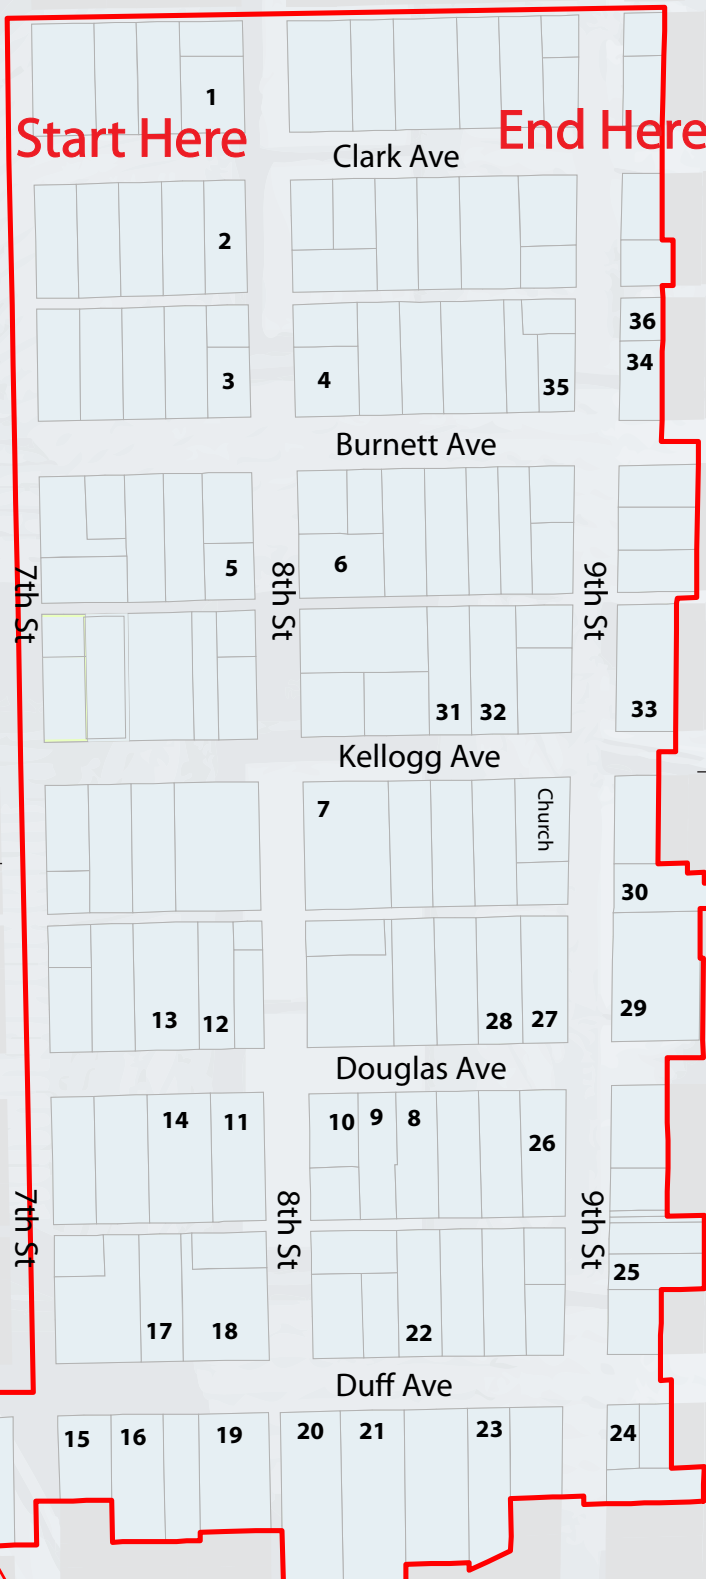 1
Start Here
End Here
Clark Ave
2
36
34
3
4
35
Burnett Ave
5
6
7th St
8th St
9th St
31
32
33
Kellogg Ave
7
Church
30
13
12
28
27
29
Douglas Ave
14
11
10
9
8
26
7th St
8th St
9th St
25
17
18
22
Duff Ave
15
16
19
20
21
23
24